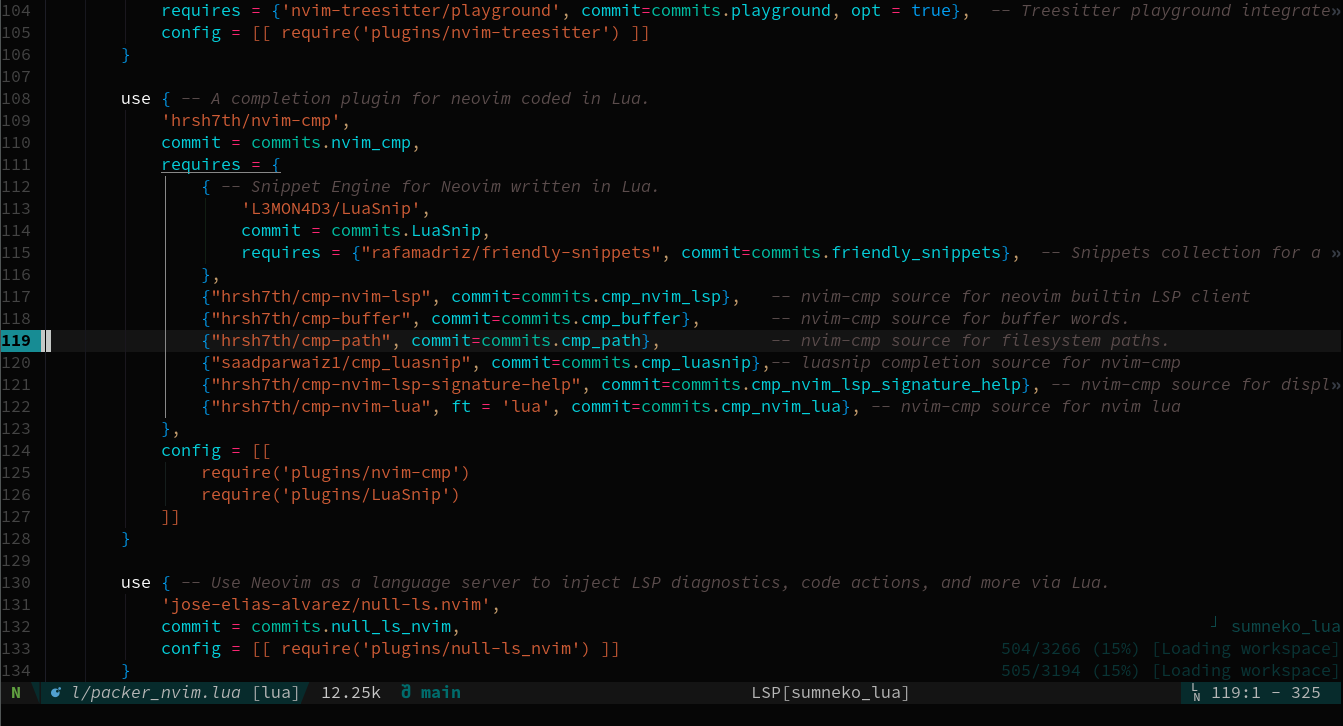 104 requires = {'nvim-treesitter/playground', commit=commits.playground, opt = true},  -- Treesitter playground integrate»
105 config = [[ require('plugins/nvim-treesitter') ]]
106 }
107
108 use { -- A completion plugin for neovim coded in Lua.
109 'hrsh7th/nvim-cmp',
110 commit = commits.nvim_cmp,
111 requires = {
112 { -- Snippet Engine for Neovim written in Lua.
113 'L3MON4D3/LuaSnip',
114 commit = commits.LuaSnip,
115 requires = {"rafamadriz/friendly-snippets", commit=commits.friendly_snippets},  -- Snippets collection for a »
116 },
117 {"hrsh7th/cmp-nvim-lsp", commit=commits.cmp_nvim_lsp},   -- nvim-cmp source for neovim builtin LSP client
118 {"hrsh7th/cmp-buffer", commit=commits.cmp_buffer},       -- nvim-cmp source for buffer words.
119 {"hrsh7th/cmp-path", commit=commits.cmp_path},           -- nvim-cmp source for filesystem paths.
120 {"saadparwaiz1/cmp_luasnip", commit=commits.cmp_luasnip},-- luasnip completion source for nvim-cmp
121 {"hrsh7th/cmp-nvim-lsp-signature-help", commit=commits.cmp_nvim_lsp_signature_help}, -- nvim-cmp source for displ»
122 {"hrsh7th/cmp-nvim-lua", ft = 'lua', commit=commits.cmp_nvim_lua}, -- nvim-cmp source for nvim lua
123 },
124 config = [[
125 require('plugins/nvim-cmp')
126 require('plugins/LuaSnip')
127 ]]
128 }
129
130 use { -- Use Neovim as a language server to inject LSP diagnostics, code actions, and more via Lua.
131 'jose-elias-alvarez/null-ls.nvim',
132 commit = commits.null_ls_nvim, ┘ sumneko_lua
133 config = [[ require('plugins/null-ls_nvim') ]] 504/3266 (15%) [Loading workspace]
134 } 505/3194 (15%) [Loading workspace]
N l/packer_nvim.lua [lua] 12.25k main LSP[sumneko_lua] LN 119:1 - 325